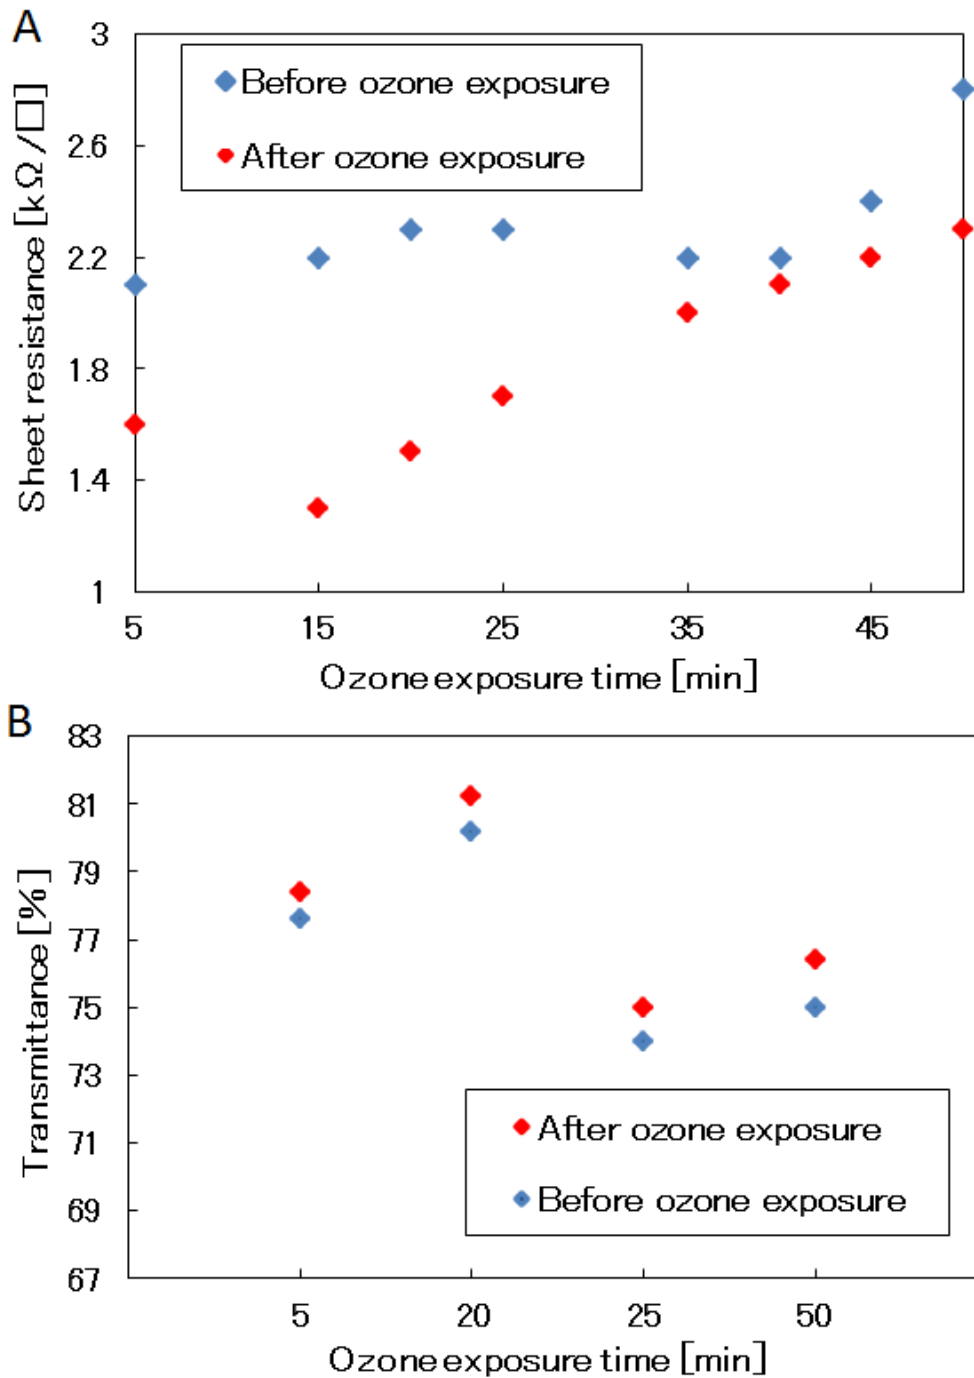 A
3
2.6
2.2
1.8
1.4
1
Sheet resistance [kΩ/□]
Before ozone exposure
After ozone exposure
5 15 25 35 45
Ozone exposure time [min]
B
83
81
79
77
75
73
71
69
67
Transmittance [%]
After ozone exposure
Before ozone exposure
5 20 25 50
Ozone exposure time [min]